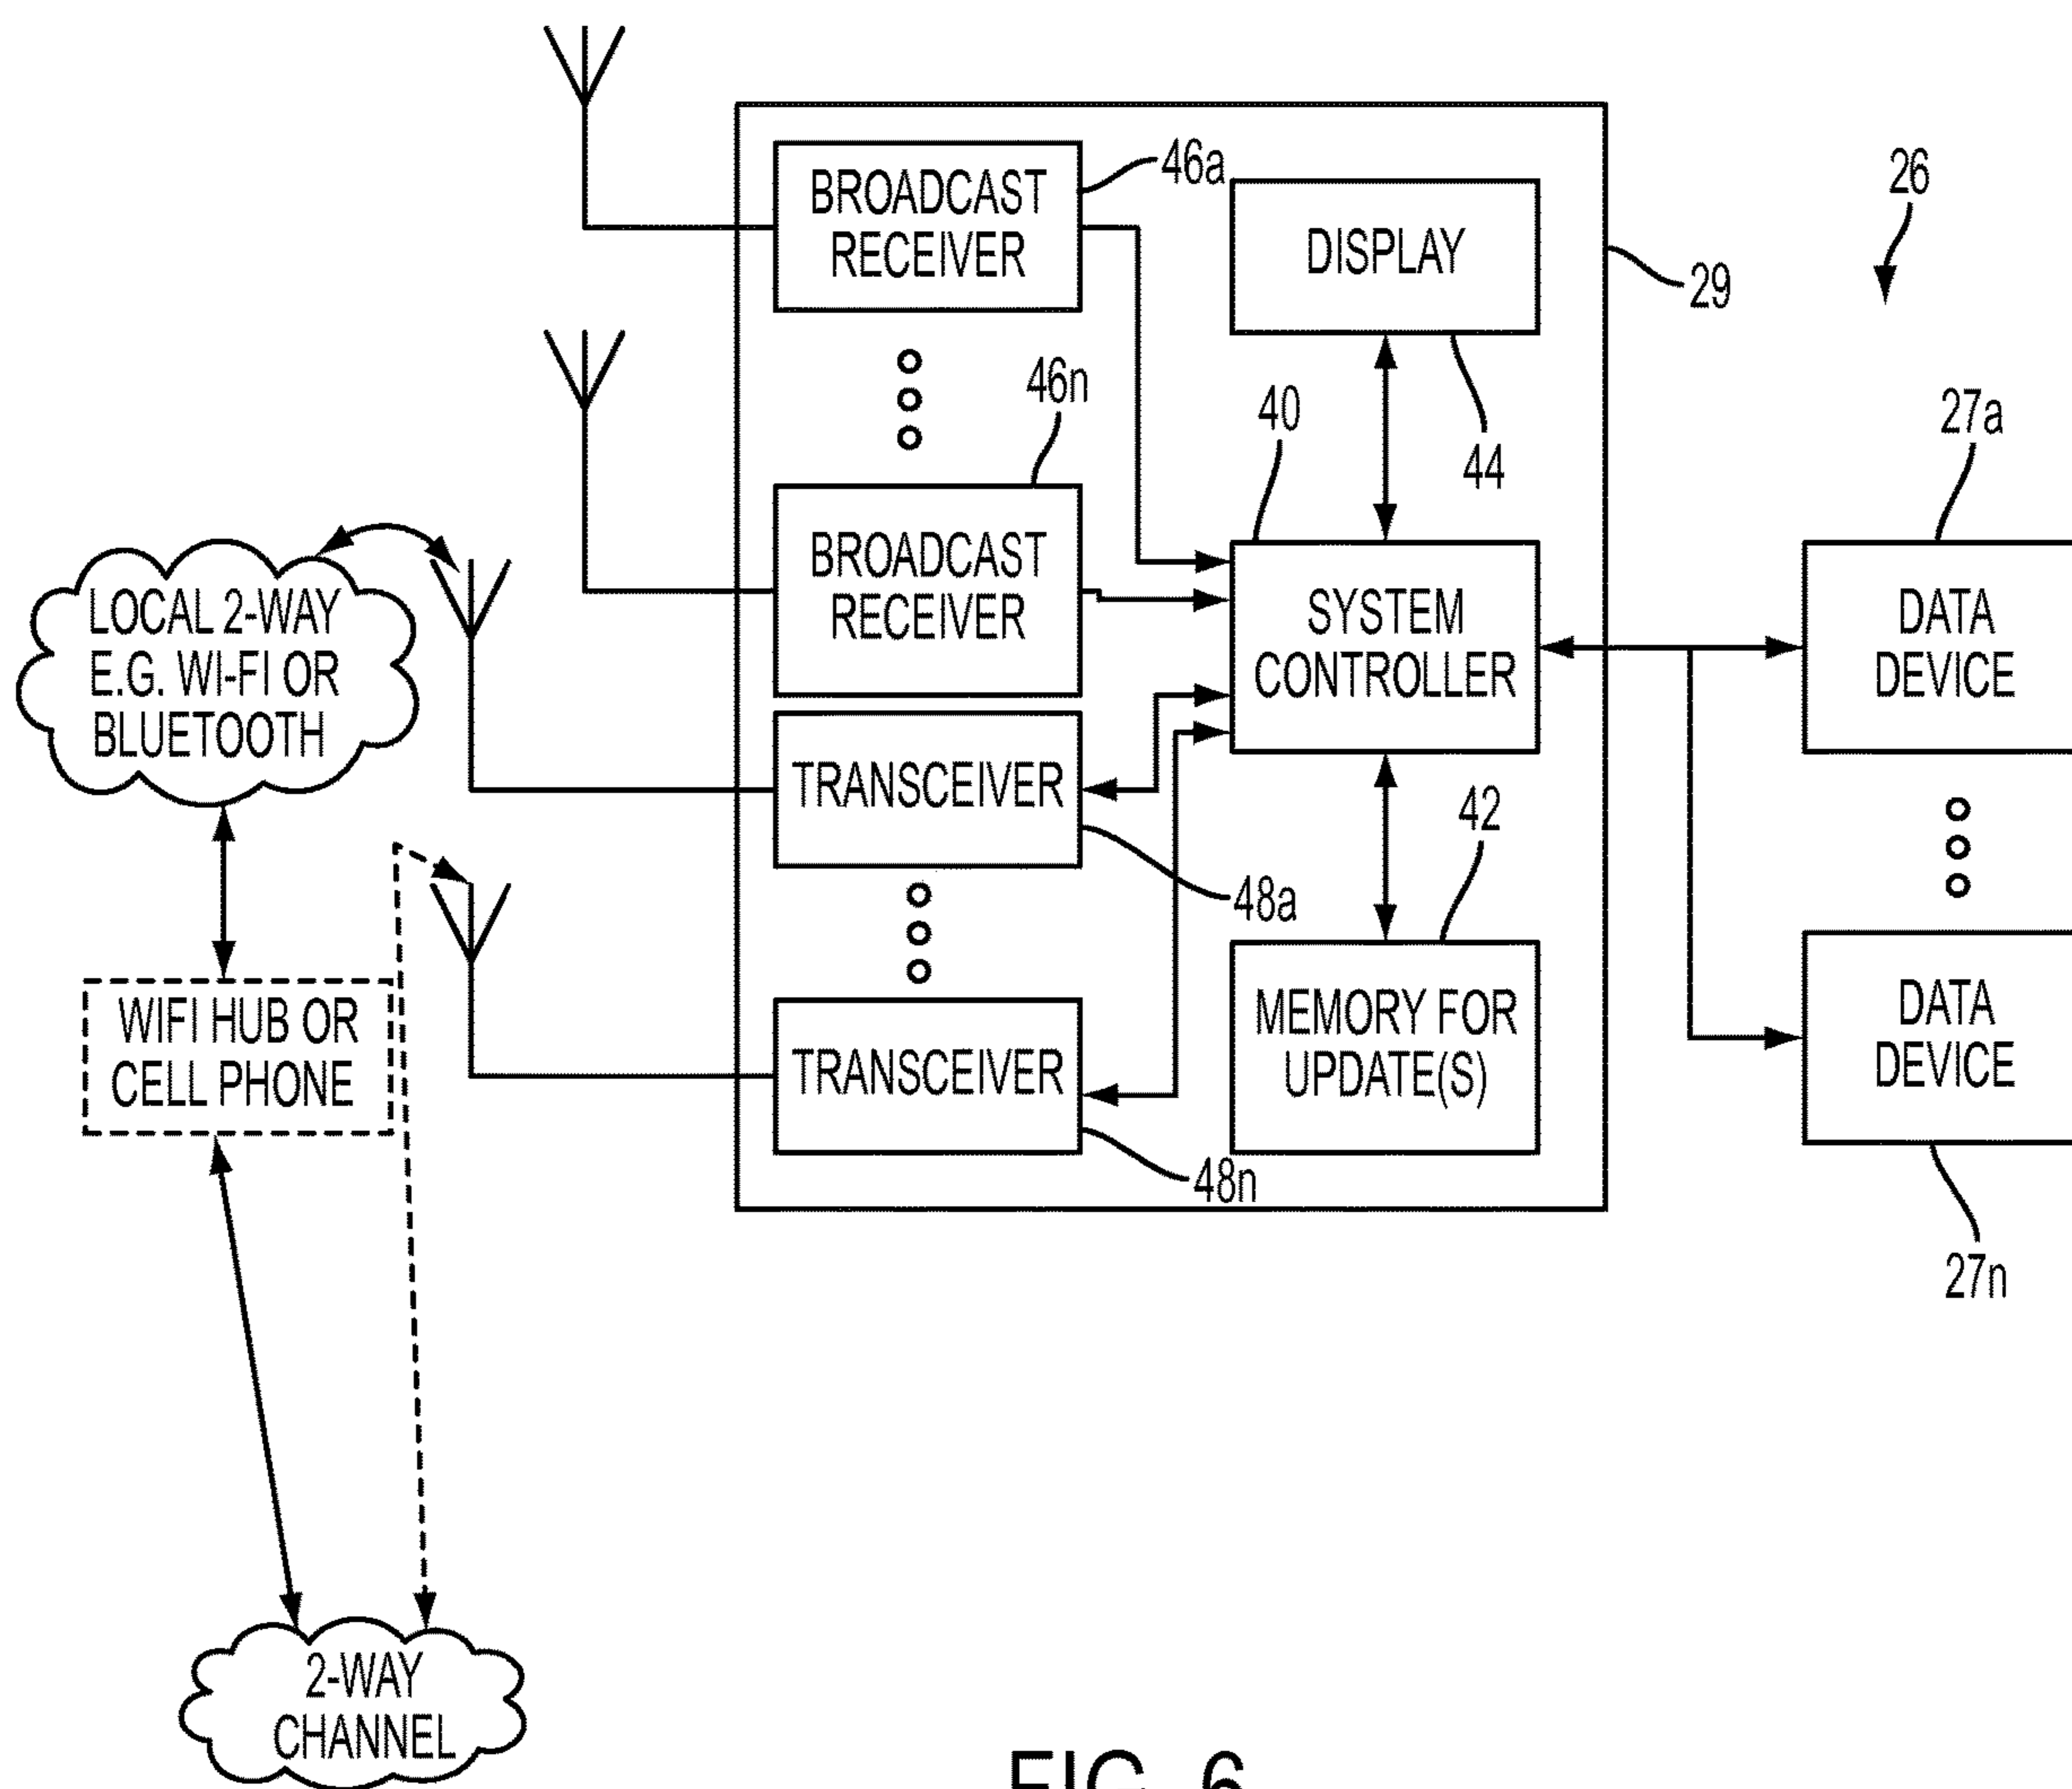 BROADCAST
RECEIVER
46a
DISPLAY
26
29
46n
40
44
27a
BROADCAST
RECEIVER
SYSTEM
CONTROLLER
DATA
DEVICE
LOCAL 2-WAY
E.G. WI-FI OR
BLUETOOTH
TRANSCEIVER
42
48a
WIFI HUB OR
CELL PHONE
TRANSCEIVER
MEMORY FOR
UPDATE(S)
DATA
DEVICE
48n
27n
2-WAY
CHANNEL
FIG. 6